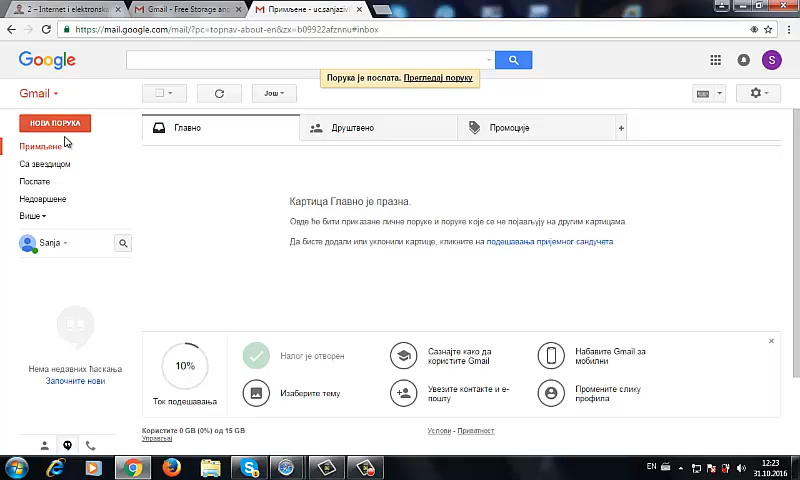 2 – Internet i elektronska
Gmail - Free Storage and
Примљене - uc.sanjazivi
https://mail.google.com/mail/?pc=topnav-about-en&zx=b09922afznnu#inbox
Google
S
Порука је послата. Прегледај поруку
Gmail
Још
НОВА ПОРУКА
Главно
Друштвено
Промоције
+
Примљене
Са звездицом
Послате
Недовршене
Више
Sanja
Картица Главно је празна.
Овде ће бити приказане личне поруке и поруке које се не појављују на другим картицама.
Да бисте додали или уклонили картице, кликните на подешавања пријемног сандучета
Нема недавних ћаскања
Започните нови
10%
Ток подешавања
Налог је отворен
Сазнајте како да користите Gmail
Набавите Gmail за мобилни
Изаберите тему
Увезите контакте и е-пошту
Промените слику профила
Користите 0 GB (0%) од 15 GB
Управљај
Услови - Приватност
EN
12:23
31.10.2016